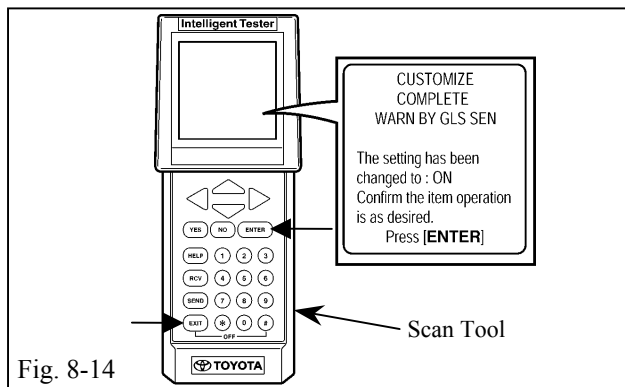 Intelligent Tester
CUSTOMIZE
COMPLETE
WARN BY GLS SEN
The setting has been
changed to : ON
Confirm the item operation
is as desired.
Press [ENTER]
YES NO ENTER
HELP 1 2 3
RCV 4 5 6
SEND 7 8 9
EXIT * 0 #
OFF
Scan Tool
TOYOTA
Fig. 8-14